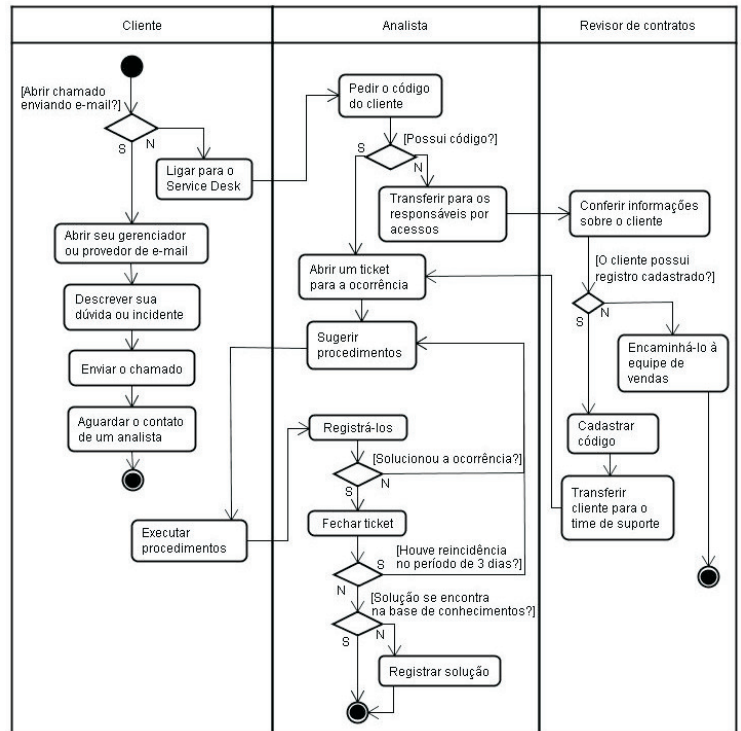 Cliente
Analista
Revisor de contratos
[Abrir chamado
enviando e-mail?]
S
N
Ligar para o
Service Desk
Abrir seu gerenciador
ou provedor de e-mail
Descrever sua
dúvida ou incidente
Enviar o chamado
Aguardar o contato
de um analista
Pedir o código
do cliente
[Possui código?]
S
N
Transferir para os
responsáveis por
acessos
Abrir um ticket
para a ocorrência
Sugerir
procedimentos
Executar
procedimentos
Registrá-los
[Solucionou a ocorrência?]
S
N
Fechar ticket
[Houve reincidência
no período de 3 dias?]
S
N
[Solução se encontra
na base de conhecimentos?]
S
N
Registrar solução
Conferir informações
sobre o cliente
[O cliente possui
registro cadastrado?]
S
N
Encaminhá-lo à
equipe de
vendas
Cadastrar
código
Transferir
cliente para o
time de suporte